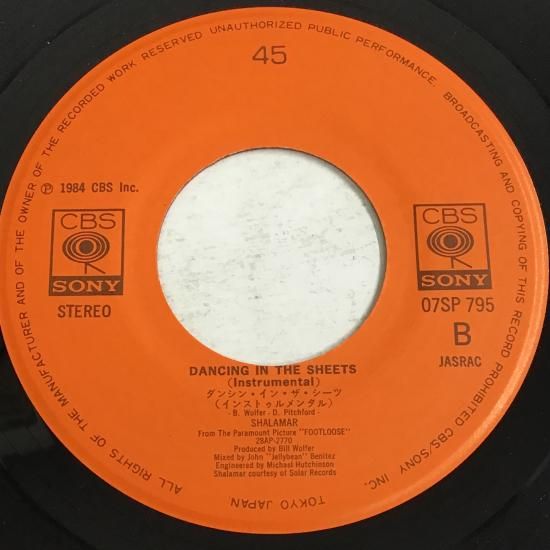 ALL RIGHTS OF THE MANUFACTURER AND OF THE OWNER OF THE RECORDED WORK RESERVED UNAUTHORIZED PUBLIC PERFORMANCE BROADCASTING AND COPYING OF THIS RECORD PROHIBITED CBS/SONY INC.
TOKYO JAPAN
45
Ⓟ 1984 CBS Inc.
CBS
SONY
STEREO
CBS
SONY
07SP 795
B
JASRAC
DANCING IN THE SHEETS
(Instrumental)
ダンシン・イン・ザ・シーツ
(インストゥルメンタル)
- B. Wolfer - D. Pitchford -
SHALAMAR
From The Paramount Picture "FOOTLOOSE"
28AP-2770
Produced by Bill Wolfer
Mixed by John "Jellybean" Benitez
Engineered by Michael Hutchinson
Shalamar courtesy of Solar Records